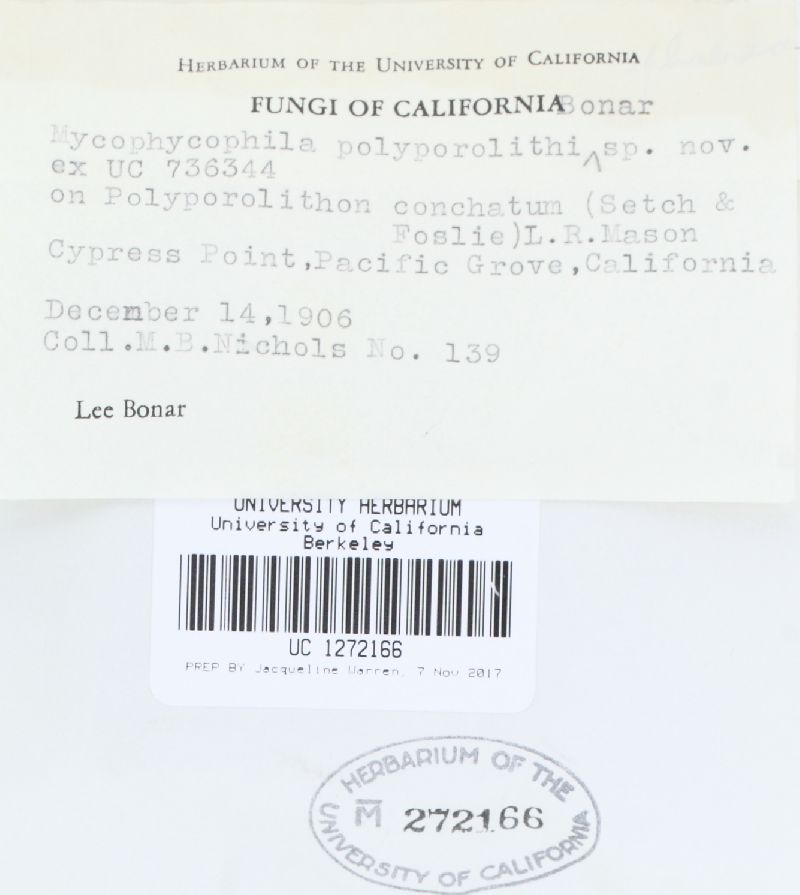 HERBARIUM OF THE UNIVERSITY OF CALIFORNIA
FUNGI OF CALIFORNIA Bonar
Mycophycophila polyporolithi ^ sp. nov.
ex UC 736344
on Polyporolithon conchatum (Setch &
Foslie)L.R.Mason
Cypress Point,Pacific Grove,California
December 14,1906
Coll.M.B.Nichols No. 139
Lee Bonar
UNIVERSITY HERBARIUM
University of California
Berkeley
UC 1272166
PREP BY Jacqueline Warren, 7 Nov 2017
HERBARIUM OF THE
M 272166
UNIVERSITY OF CALIFORNIA